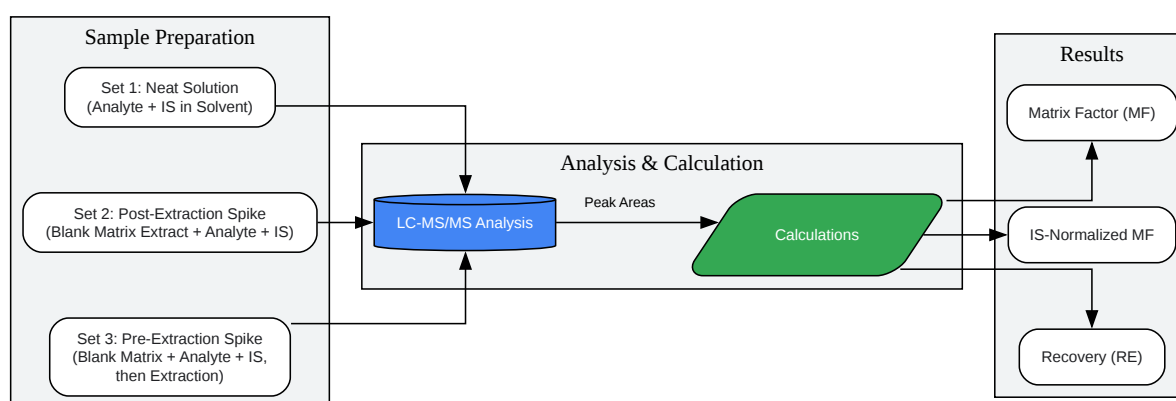 Sample Preparation
Set 1: Neat Solution
(Analyte + IS in Solvent)
Set 2: Post-Extraction Spike
(Blank Matrix Extract + Analyte + IS)
Set 3: Pre-Extraction Spike
(Blank Matrix + Analyte + IS,
then Extraction)
Analysis & Calculation
LC-MS/MS Analysis
Peak Areas
Calculations
Results
Matrix Factor (MF)
IS-Normalized MF
Recovery (RE)